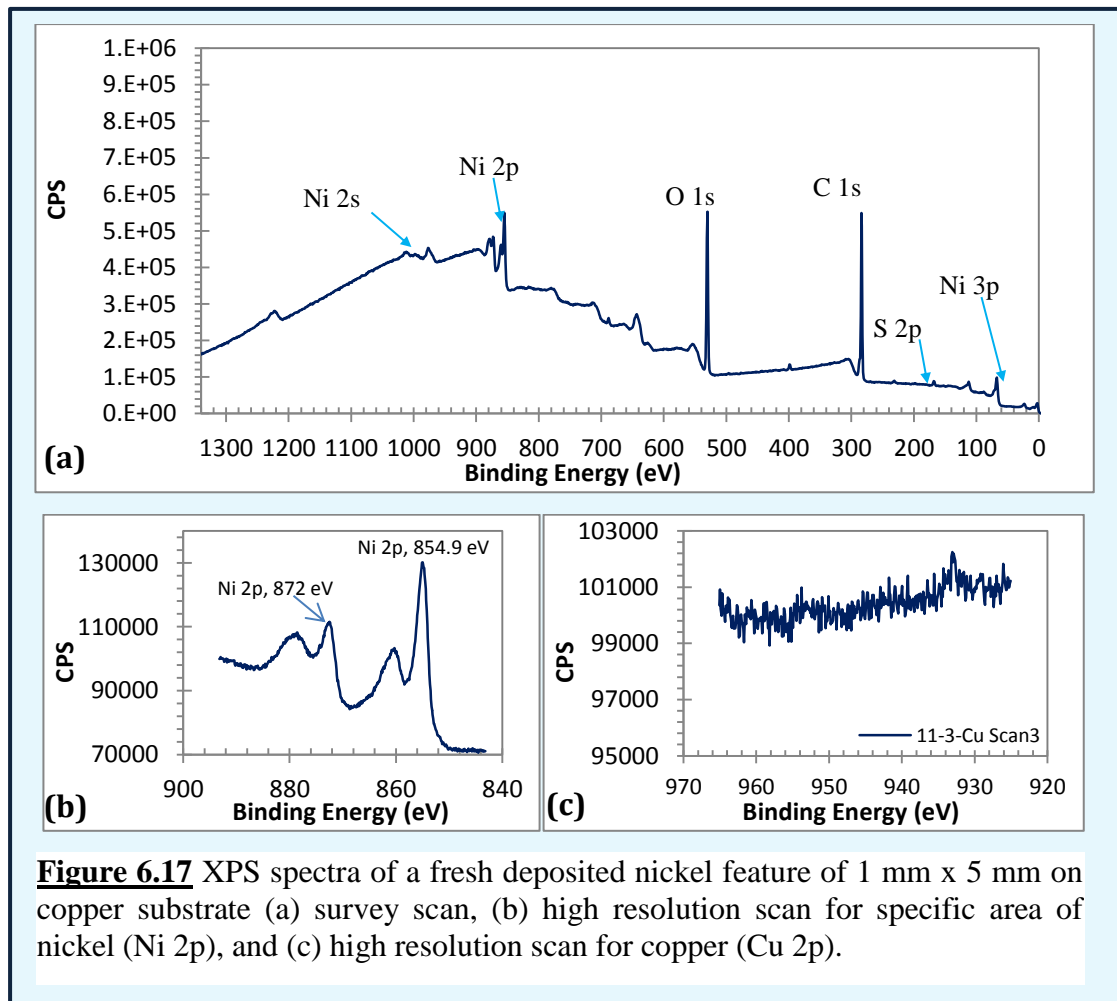 1.E+06
9.E+05
8.E+05
7.E+05
6.E+05
5.E+05
4.E+05
3.E+05
2.E+05
1.E+05
0.E+00
CPS
Ni 2s
Ni 2p
O 1s
C 1s
S 2p
Ni 3p
1300 1200 1100 1000 900 800 700 600 500 400 300 200 100 0
Binding Energy (eV)
(a)
130000
110000
90000
70000
CPS
Ni 2p, 854.9 eV
Ni 2p, 872 eV
900 880 860 840
Binding Energy (eV)
(b)
103000
101000
99000
97000
95000
CPS
11-3-Cu Scan3
970 960 950 940 930 920
Binding Energy (eV)
(c)
Figure 6.17 XPS spectra of a fresh deposited nickel feature of 1 mm x 5 mm on
copper substrate (a) survey scan, (b) high resolution scan for specific area of
nickel (Ni 2p), and (c) high resolution scan for copper (Cu 2p).